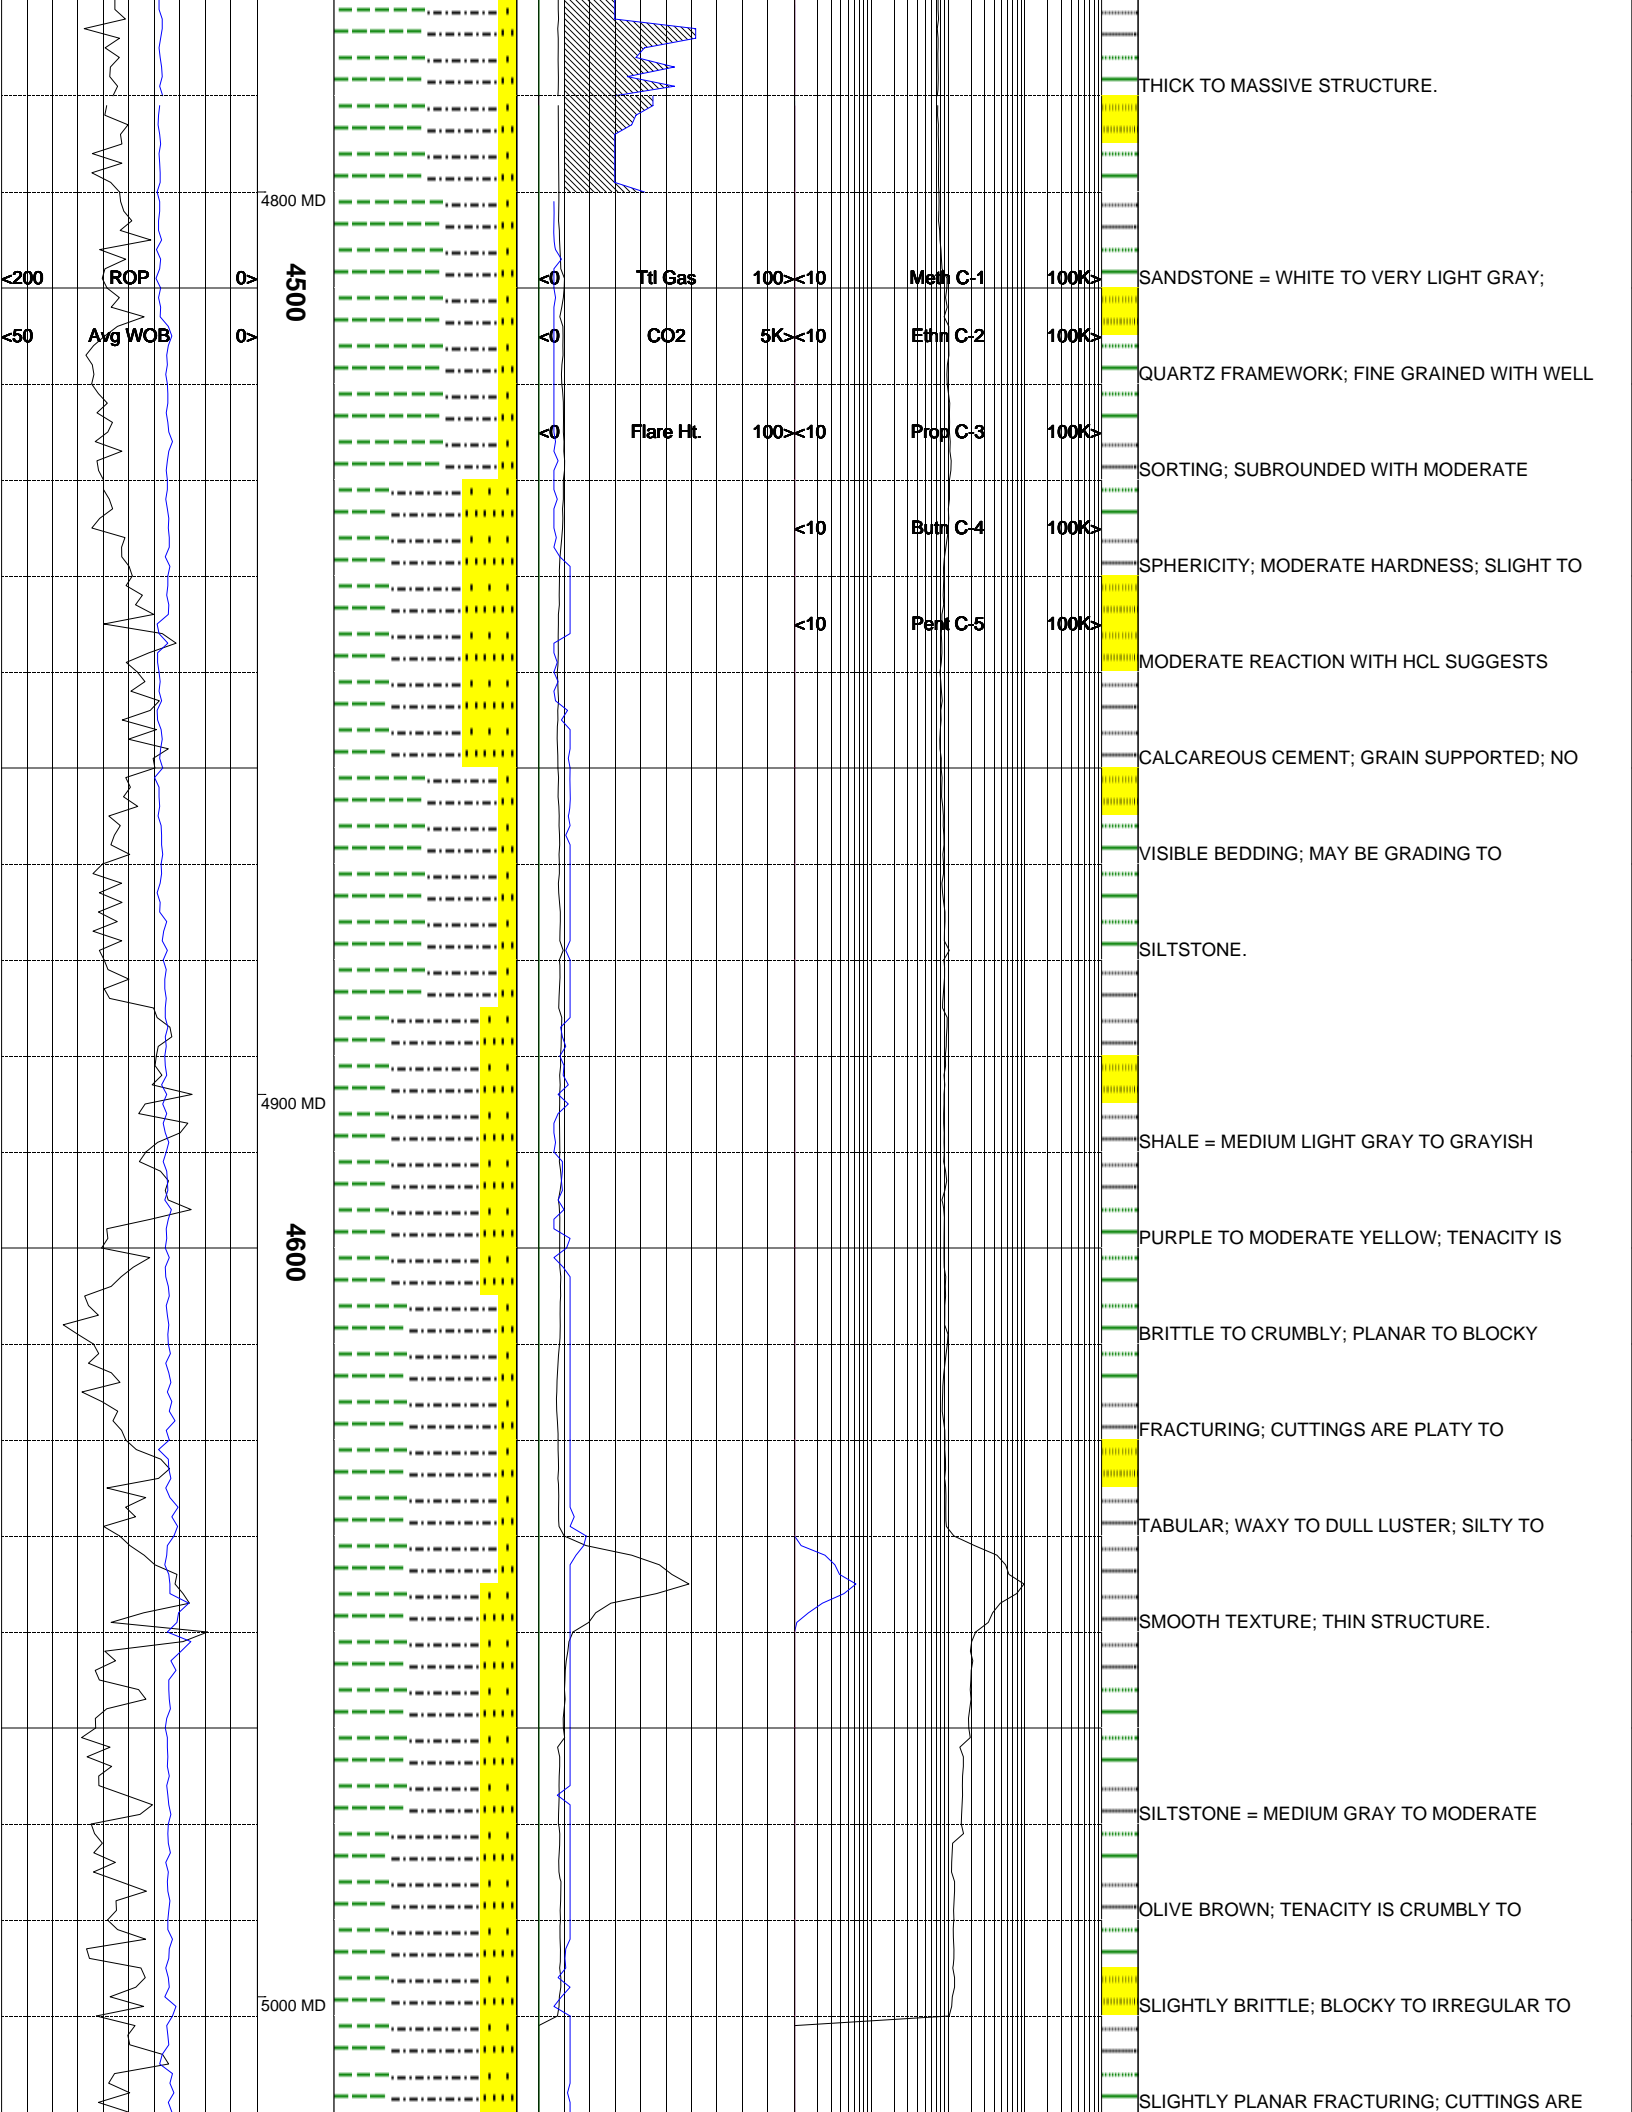 THICK TO MASSIVE STRUCTURE.
4800 MD
4500
<200 ROP 0>
<0 Ttl Gas 100>
<10 Meth C-1 100K>
SANDSTONE = WHITE TO VERY LIGHT GRAY;
<50 Avg WOB 0>
<0 CO2 5K>
<10 Ethn C-2 100K>
QUARTZ FRAMEWORK; FINE GRAINED WITH WELL
<0 Flare Ht. 100>
<10 Prop C-3 100K>
SORTING; SUBROUNDED WITH MODERATE
<10 Butn C-4 100K>
SPHERICITY; MODERATE HARDNESS; SLIGHT TO
<10 Pent C-5 100K>
MODERATE REACTION WITH HCL SUGGESTS
CALCAREOUS CEMENT; GRAIN SUPPORTED; NO
VISIBLE BEDDING; MAY BE GRADING TO
SILTSTONE.
4900 MD
SHALE = MEDIUM LIGHT GRAY TO GRAYISH
4600
PURPLE TO MODERATE YELLOW; TENACITY IS
BRITTLE TO CRUMBLY; PLANAR TO BLOCKY
FRACTURING; CUTTINGS ARE PLATY TO
TABULAR; WAXY TO DULL LUSTER; SILTY TO
SMOOTH TEXTURE; THIN STRUCTURE.
SILTSTONE = MEDIUM GRAY TO MODERATE
OLIVE BROWN; TENACITY IS CRUMBLY TO
5000 MD
SLIGHTLY BRITTLE; BLOCKY TO IRREGULAR TO
SLIGHTLY PLANAR FRACTURING; CUTTINGS ARE